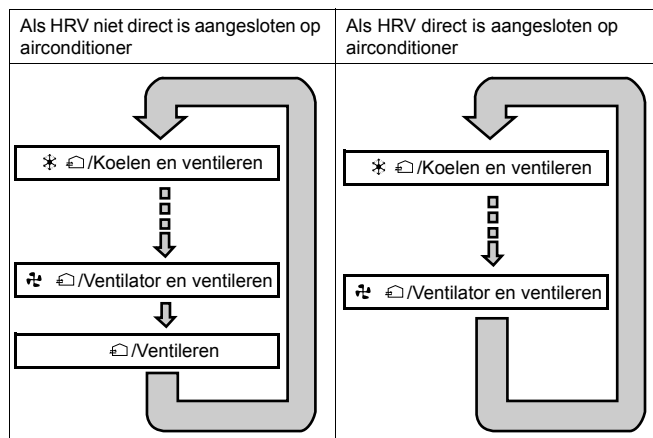 Als HRV niet direct is aangesloten op
airconditioner
Als HRV direct is aangesloten op
airconditioner
/Koelen en ventileren
/Ventilator en ventileren
/Ventileren
/Koelen en ventileren
/Ventilator en ventileren